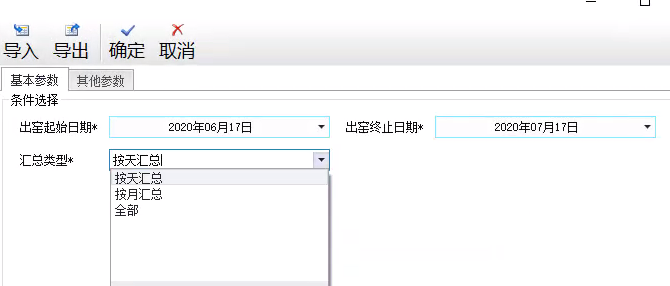 导入 导出 确定 取消
基本参数 其他参数
条件选择
出窑起始日期* 2020年06月17日 出窑终止日期* 2020年07月17日
汇总类型* 按天汇总
按天汇总
按月汇总
全部